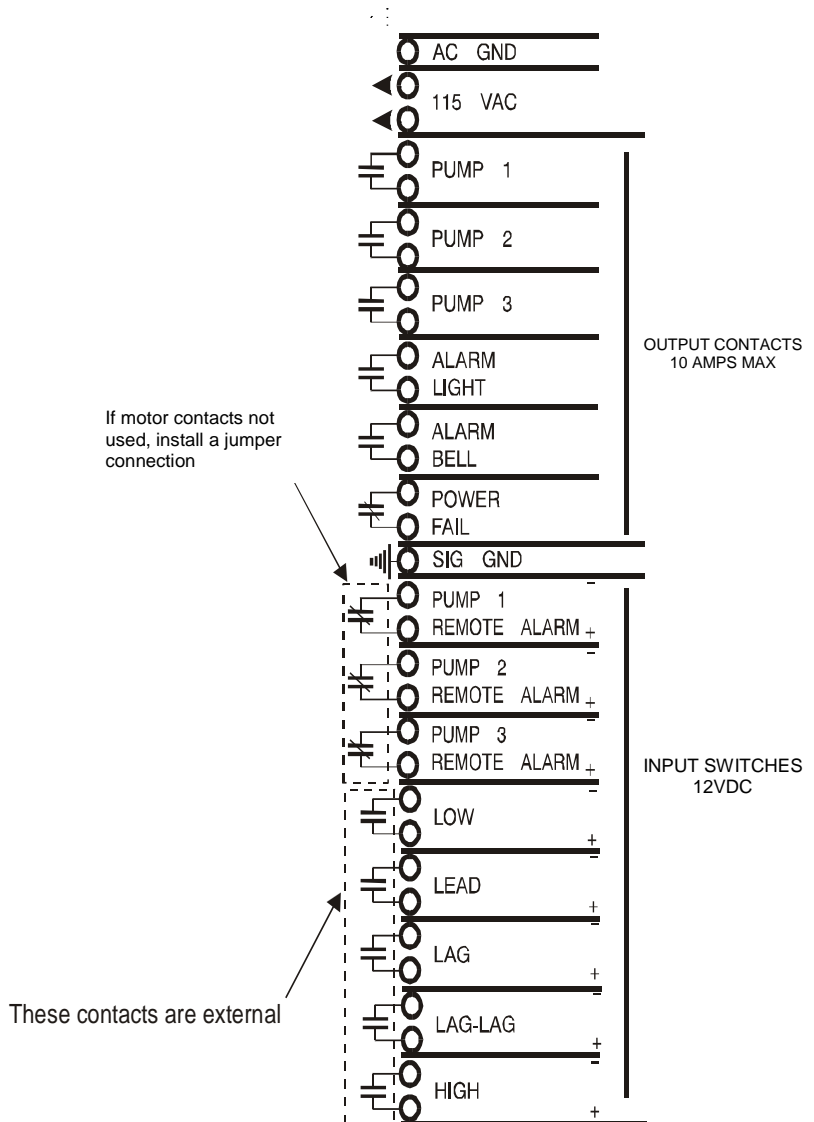 AC GND
115 VAC
PUMP 1
PUMP 2
PUMP 3
ALARM
LIGHT
ALARM
BELL
POWER
FAIL
OUTPUT CONTACTS
10 AMPS MAX
If motor contacts not
used, install a jumper
connection
SIG GND
PUMP 1 -
REMOTE ALARM +
PUMP 2 -
REMOTE ALARM +
PUMP 3 -
REMOTE ALARM +
INPUT SWITCHES
12VDC
LOW -
+
LEAD -
+
LAG -
+
LAG-LAG -
+
HIGH -
+
These contacts are external